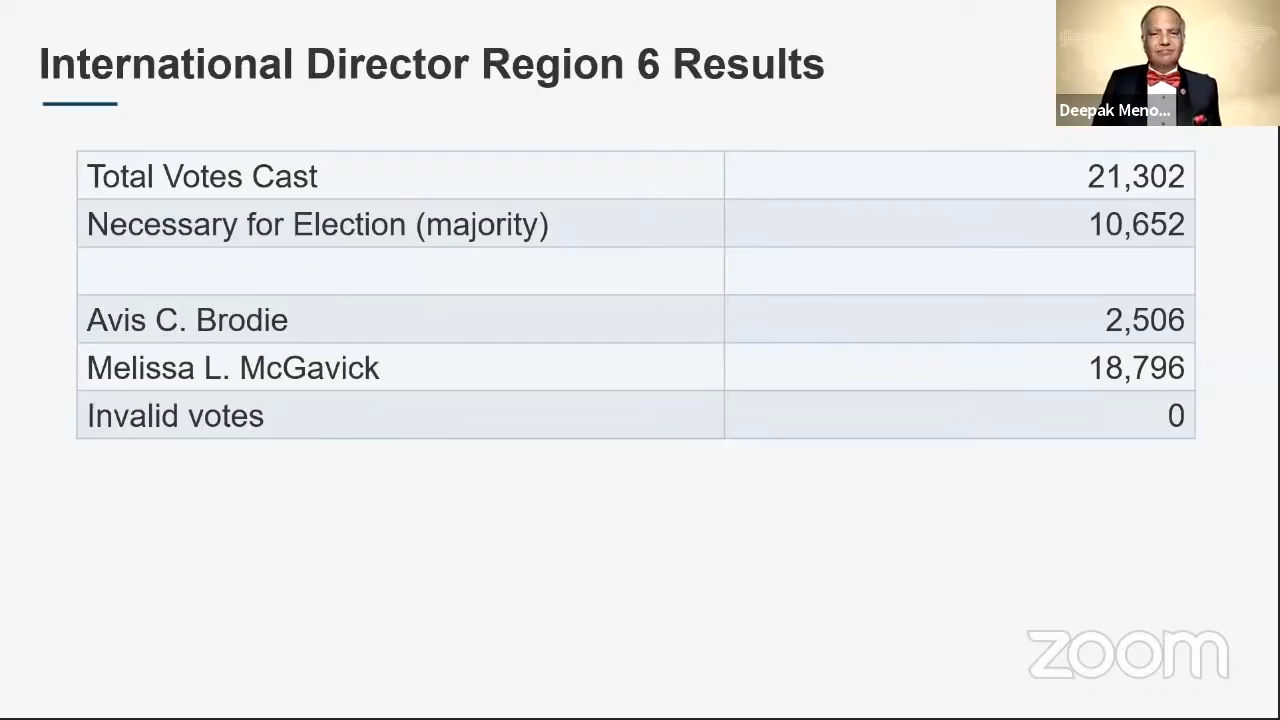 International Director Region 6 Results
Deepak Meno...
Total Votes Cast 21,302
Necessary for Election (majority) 10,652
Avis C. Brodie 2,506
Melissa L. McGavick 18,796
Invalid votes 0
zoom